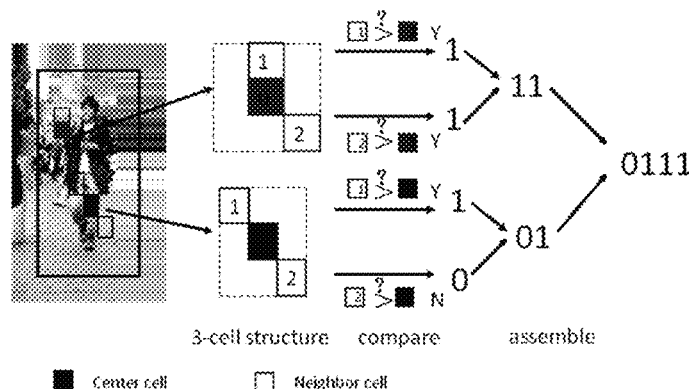 1 ? > Y
1
1
2 2 ? > Y 11
0111
1 ? > Y
1 1
01
2
0
2 ? > N
3-cell structure compare assemble
Center cell Neighbor cell